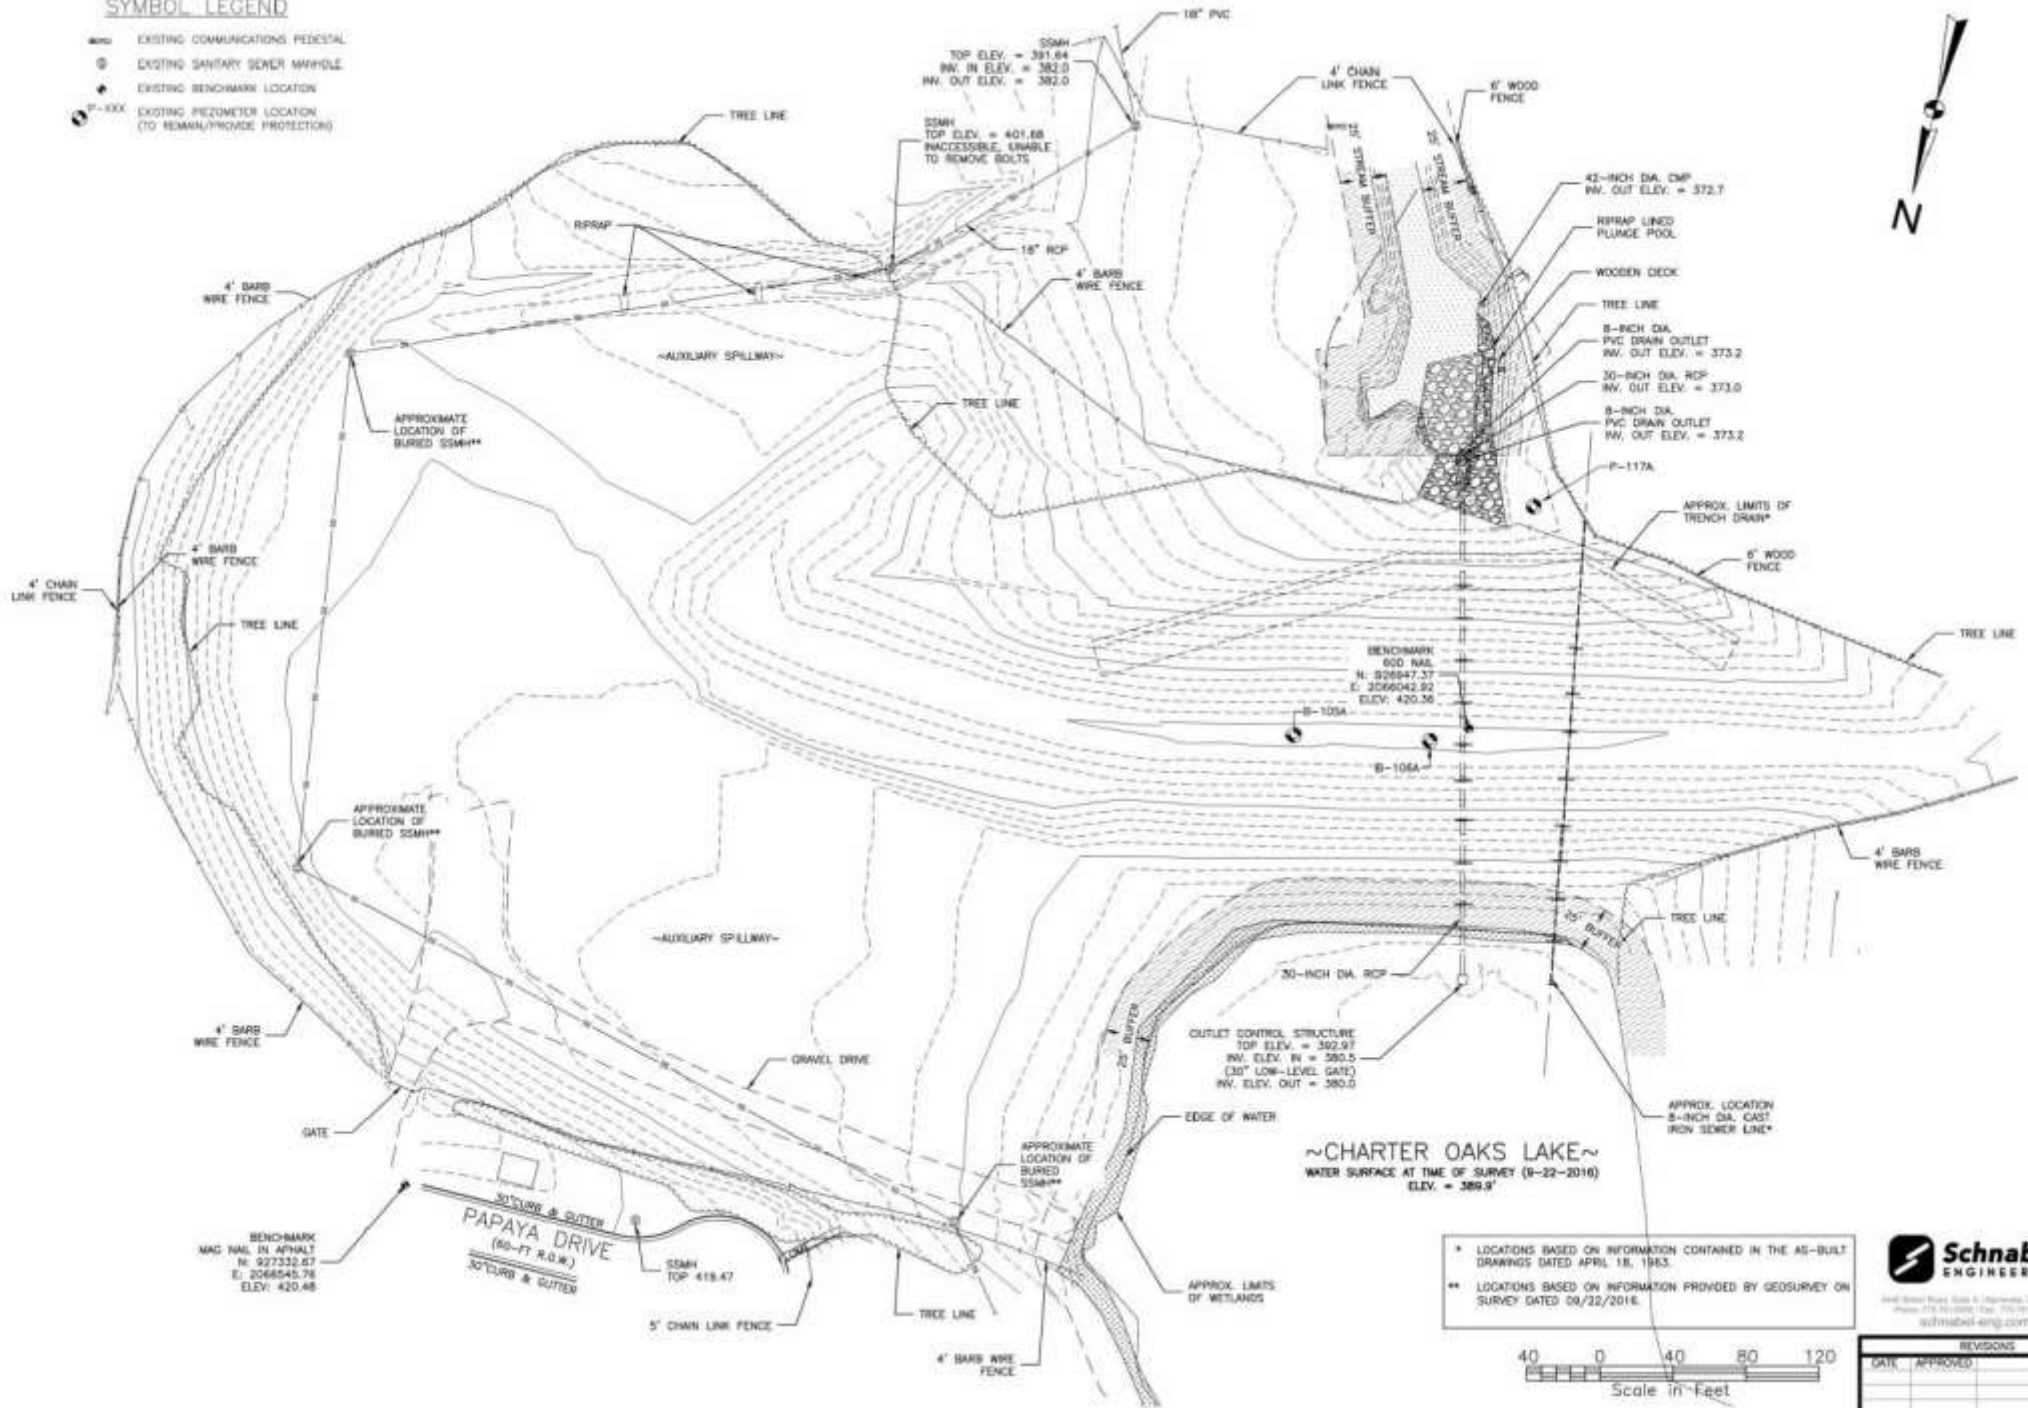 SYMBOL LEGEND
EXISTING COMMUNICATIONS PEDESTAL
EXISTING SANITARY SEWER MANHOLE
EXISTING BENCHMARK LOCATION
P-XXX
EXISTING PIEZOMETER LOCATION
(TO REMAIN/PROVIDE PROTECTION)
18" PVC
SSMH
TOP ELEV. = 391.64
INV. IN ELEV. = 382.0
INV. OUT ELEV. = 382.0
4' CHAIN
LINK FENCE
6' WOOD
FENCE
TREE LINE
SSMH
TOP ELEV. = 401.68
INACCESSIBLE, UNABLE
TO REMOVE BOLTS
25' STREAM BUFFER
25' STREAM BUFFER
42-INCH DIA. CMP
INV. OUT ELEV. = 372.7
RIPRAP LINED
PLUNGE POOL
WOODEN DECK
TREE LINE
8-INCH DIA.
PVC DRAIN OUTLET
INV. OUT ELEV. = 373.2
30-INCH DIA. RCP
INV. OUT ELEV. = 373.0
8-INCH DIA.
PVC DRAIN OUTLET
INV. OUT ELEV. = 373.2
N
RIPRAP
18" RCP
4' BARB
WIRE FENCE
4' BARB
WIRE FENCE
~AUXILIARY SPILLWAY~
TREE LINE
APPROXIMATE
LOCATION OF
BURIED SSMH**
P-117A
APPROX. LIMITS OF
TRENCH DRAIN*
6' WOOD
FENCE
4' BARB
WIRE FENCE
4' CHAIN
LINK FENCE
TREE LINE
TREE LINE
BENCHMARK
60D NAIL
N: 926947.37
E: 2066042.92
ELEV: 420.36
B-105A
B-106A
APPROXIMATE
LOCATION OF
BURIED SSMH**
4' BARB
WIRE FENCE
~AUXILIARY SPILLWAY~
25' BUFFER
TREE LINE
30-INCH DIA. RCP
4' BARB
WIRE FENCE
25' BUFFER
OUTLET CONTROL STRUCTURE
TOP ELEV. = 392.97
INV. ELEV. IN = 380.5
(30" LOW-LEVEL GATE)
INV. ELEV. OUT = 380.0
GRAVEL DRIVE
EDGE OF WATER
APPROX. LOCATION
8-INCH DIA. CAST
IRON SEWER LINE*
GATE
APPROXIMATE
LOCATION OF
BURIED
SSMH**
~CHARTER OAKS LAKE~
WATER SURFACE AT TIME OF SURVEY (9-22-2016)
ELEV. = 389.9'
30"CURB & GUTTER
PAPAYA DRIVE
(60-FT R.O.W.)
30"CURB & GUTTER
BENCHMARK
MAG NAIL IN APHALT
N: 927332.67
E: 2066545.76
ELEV: 420.46
SSMH
TOP 419.47
5' CHAIN LINK FENCE
TREE LINE
4' BARB WIRE
FENCE
APPROX. LIMITS
OF WETLANDS
* LOCATIONS BASED ON INFORMATION CONTAINED IN THE AS-BUILT
DRAWINGS DATED APRIL 18, 1963.
** LOCATIONS BASED ON INFORMATION PROVIDED BY GEOSURVEY ON
SURVEY DATED 09/22/2016.
40 0 40 80 120
Scale in Feet
Schnab
ENGINEER
schnabel-eng.com
REVISIONS
DATE APPROVED